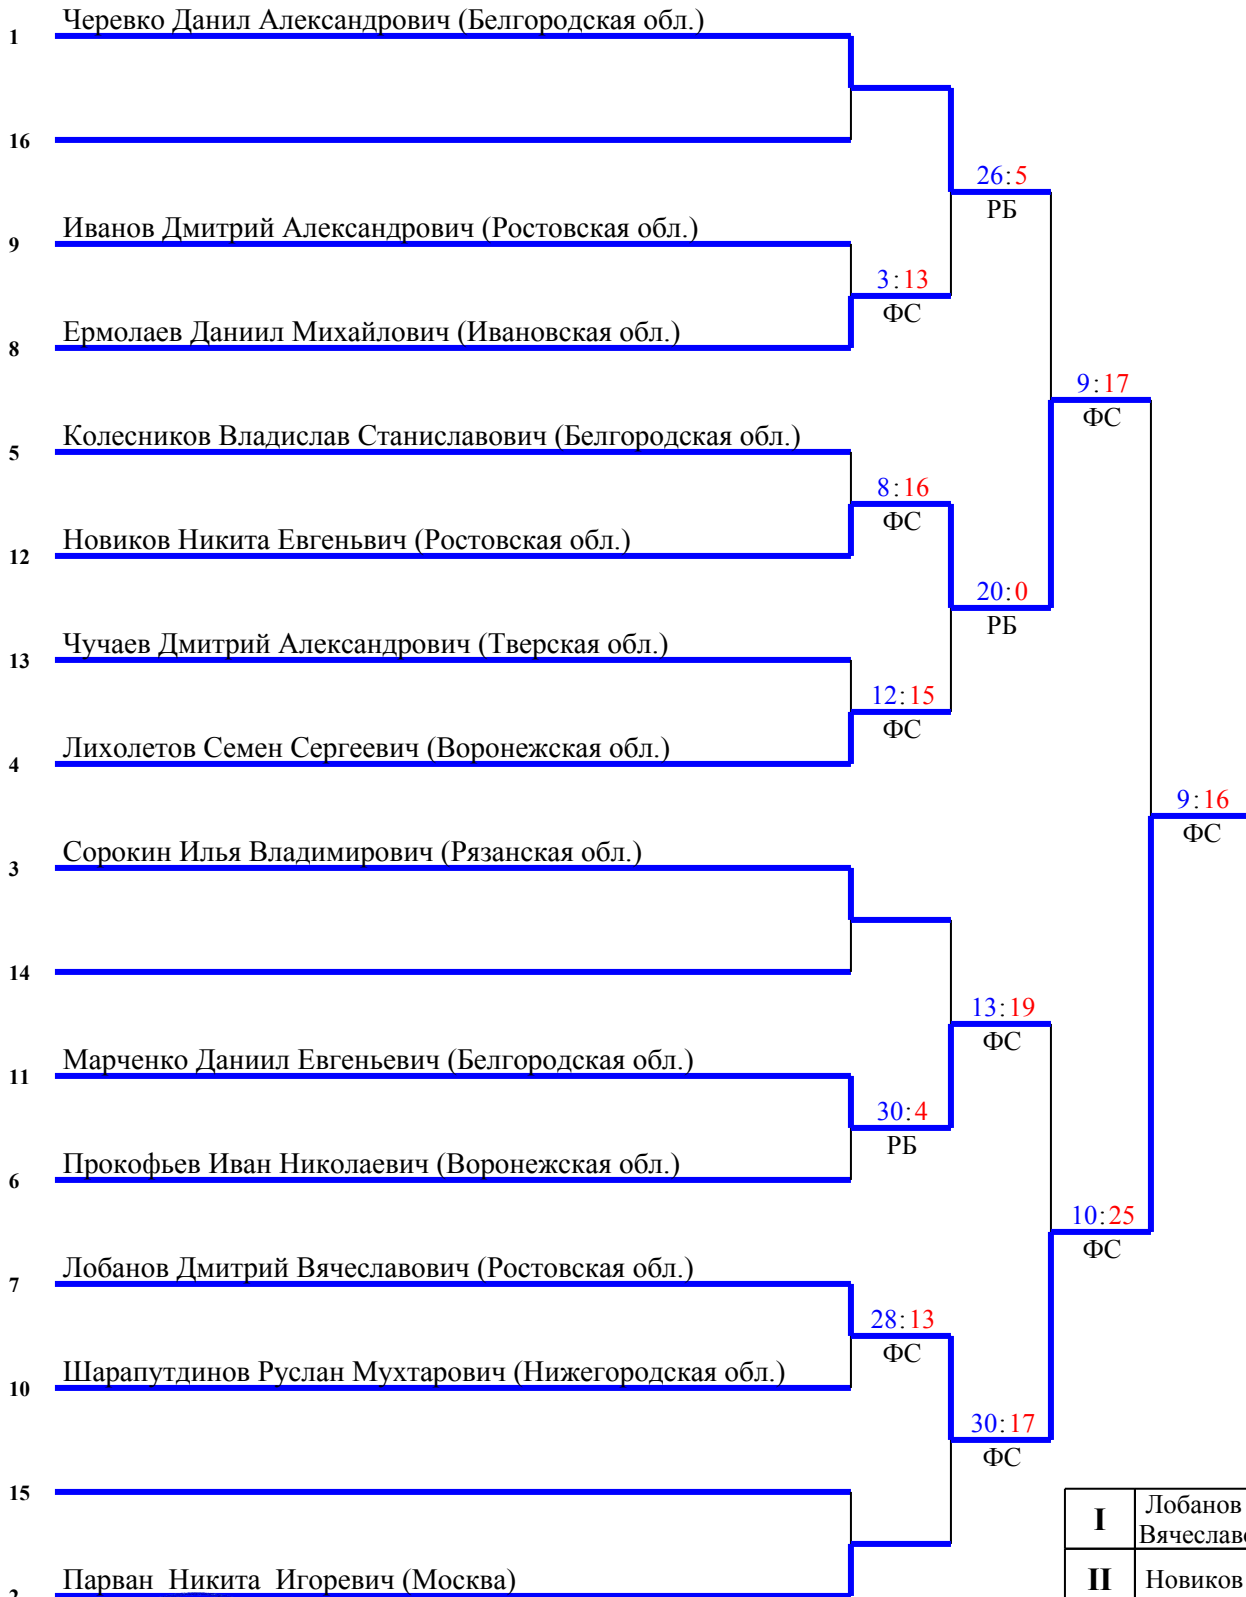 Черевко Данил Александрович (Белгородская обл.)
1
16
26:5
РБ
Иванов Дмитрий Александрович (Ростовская обл.)
9
3:13
ФС
Ермолаев Даниил Михайлович (Ивановская обл.)
8
9:17
ФС
Колесников Владислав Станиславович (Белгородская обл.)
5
8:16
ФС
Новиков Никита Евгеньвич (Ростовская обл.)
12
20:0
РБ
Чучаев Дмитрий Александрович (Тверская обл.)
13
12:15
ФС
Лихолетов Семен Сергеевич (Воронежская обл.)
4
9:16
ФС
Сорокин Илья Владимирович (Рязанская обл.)
3
14
13:19
ФС
Марченко Даниил Евгеньевич (Белгородская обл.)
11
30:4
РБ
Прокофьев Иван Николаевич (Воронежская обл.)
6
10:25
ФС
Лобанов Дмитрий Вячеславович (Ростовская обл.)
7
28:13
ФС
Шарапутдинов Руслан Мухтарович (Нижегородская обл.)
10
30:17
ФС
15
I Лобанов
Парван Никита Игоревич (Москва)
II Новиков